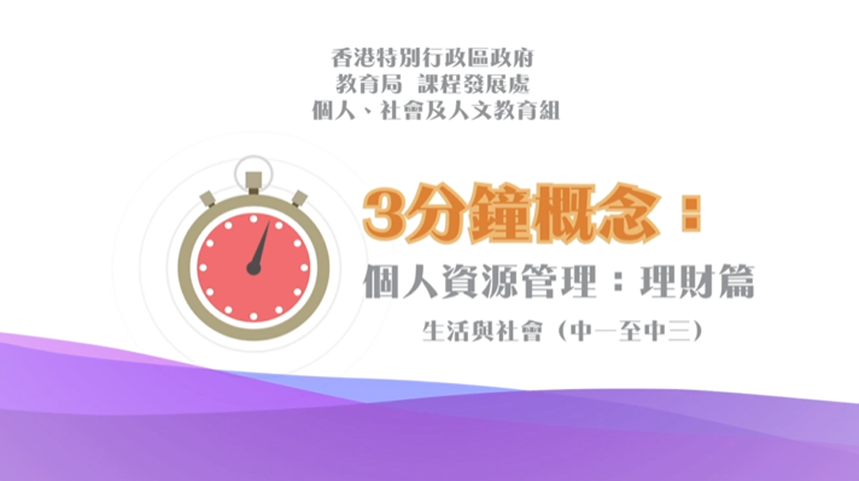 香港特別行政區政府
教育局 課程發展處
個人、社會及人文教育組
3分鐘概念：
個人資源管理：理財篇
生活與社會（中一至中三）